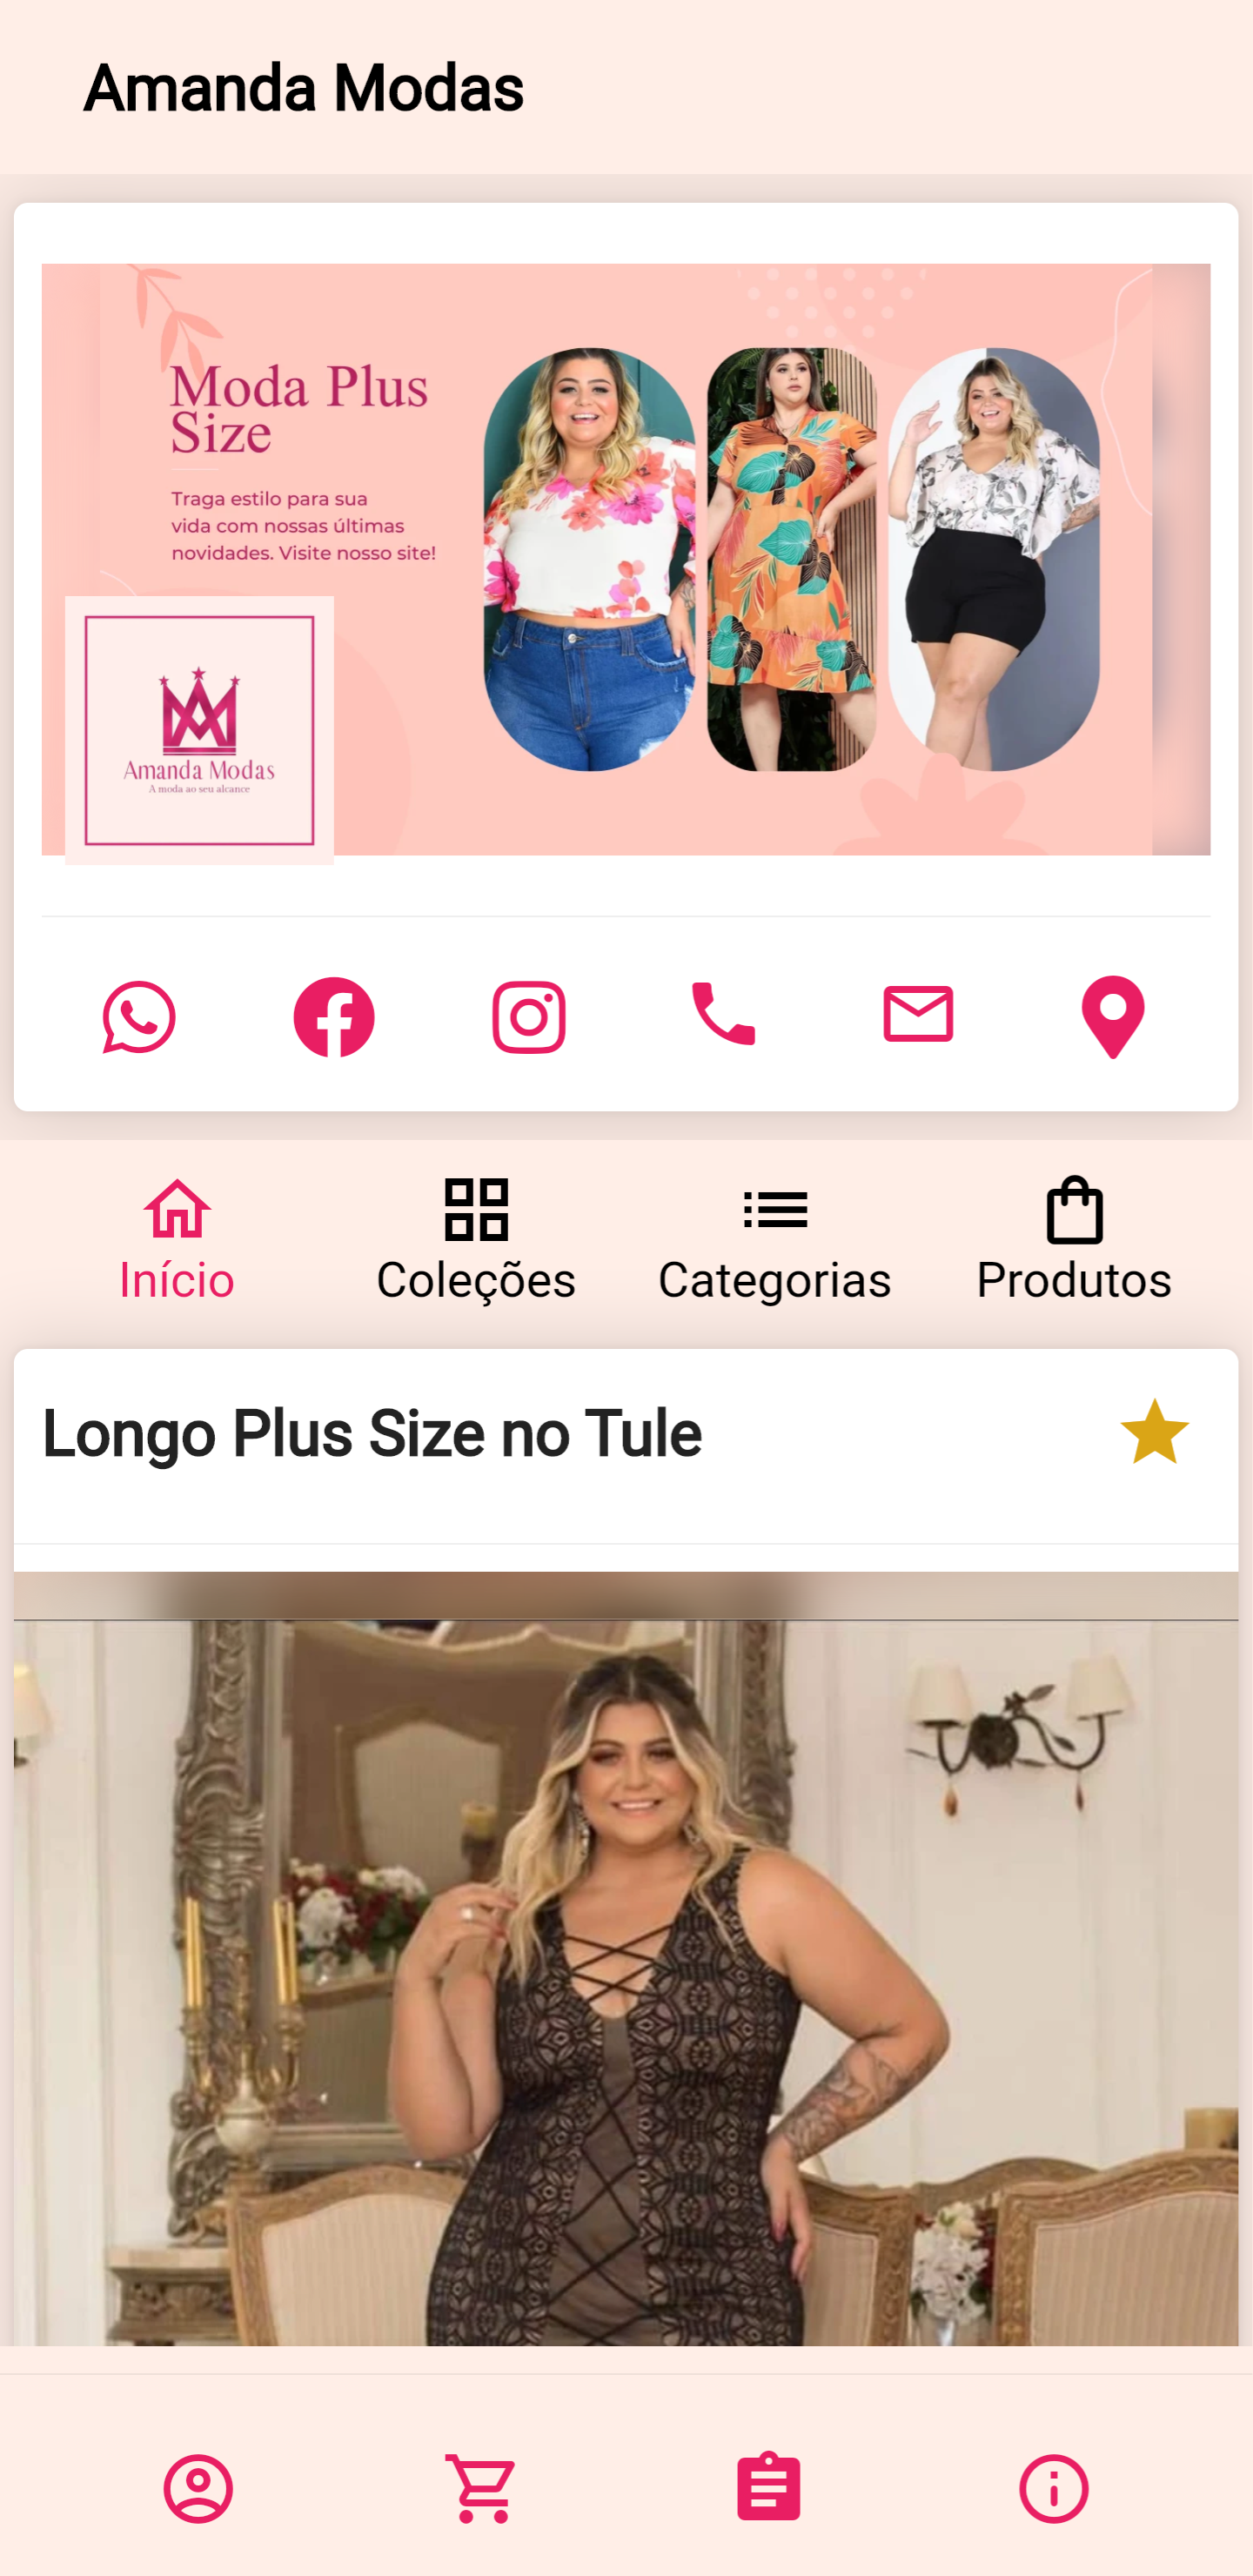 Amanda Modas
Moda Plus
Size
Traga estilo para sua
vida com nossas últimas
novidades. Visite nosso site!
Amanda Modas
A moda ao seu alcance
Início
Coleções
Categorias
Produtos
Longo Plus Size no Tule